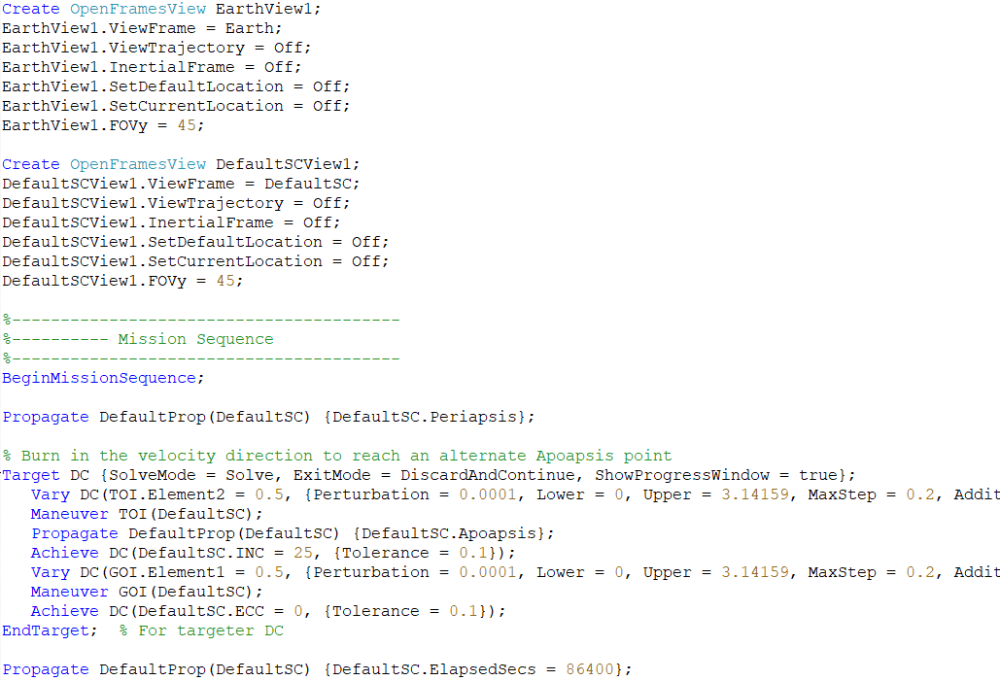 Create OpenFramesView EarthView1;
EarthView1.ViewFrame = Earth;
EarthView1.ViewTrajectory = Off;
EarthView1.InertialFrame = Off;
EarthView1.SetDefaultLocation = Off;
EarthView1.SetCurrentLocation = Off;
EarthView1.FOVy = 45;
Create OpenFramesView DefaultSCView1;
DefaultSCView1.ViewFrame = DefaultSC;
DefaultSCView1.ViewTrajectory = Off;
DefaultSCView1.InertialFrame = Off;
DefaultSCView1.SetDefaultLocation = Off;
DefaultSCView1.SetCurrentLocation = Off;
DefaultSCView1.FOVy = 45;
%----------------------------------------
%---------- Mission Sequence
%----------------------------------------
BeginMissionSequence;
Propagate DefaultProp(DefaultSC) {DefaultSC.Periapsis};
% Burn in the velocity direction to reach an alternate Apoapsis point
Target DC {SolveMode = Solve, ExitMode = DiscardAndContinue, ShowProgressWindow = true};
Vary DC(TOI.Element2 = 0.5, {Perturbation = 0.0001, Lower = 0, Upper = 3.14159, MaxStep = 0.2, Addit
Maneuver TOI(DefaultSC);
Propagate DefaultProp(DefaultSC) {DefaultSC.Apoapsis};
Achieve DC(DefaultSC.INC = 25, {Tolerance = 0.1});
Vary DC(GOI.Element1 = 0.5, {Perturbation = 0.0001, Lower = 0, Upper = 3.14159, MaxStep = 0.2, Addit
Maneuver GOI(DefaultSC);
Achieve DC(DefaultSC.ECC = 0, {Tolerance = 0.1});
EndTarget;  % For targeter DC
Propagate DefaultProp(DefaultSC) {DefaultSC.ElapsedSecs = 86400};